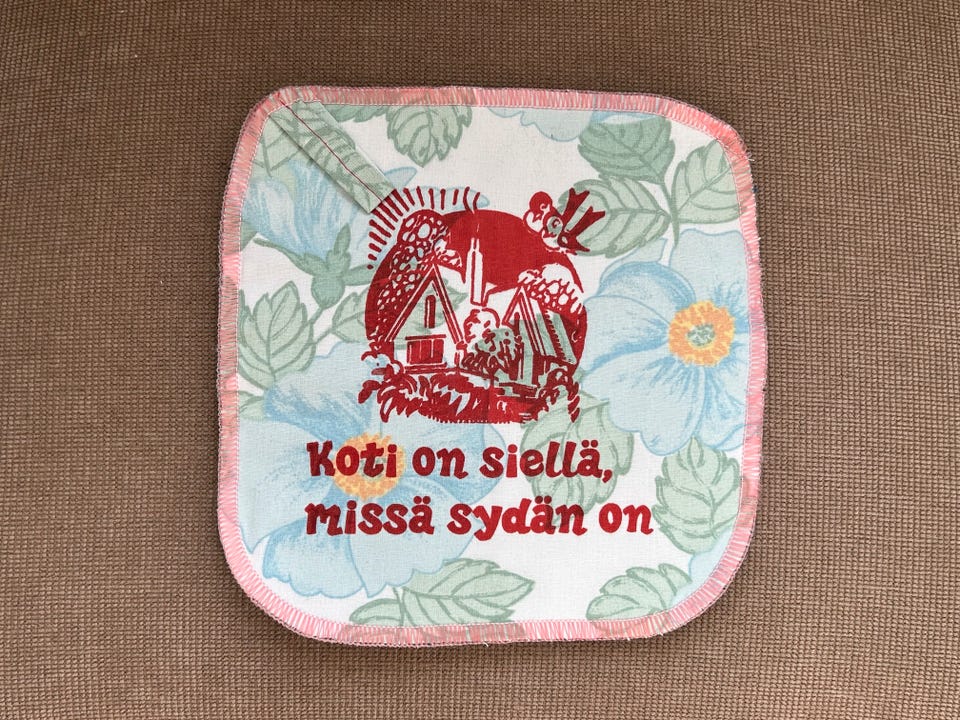 Koti on siellä,
missä sydän on